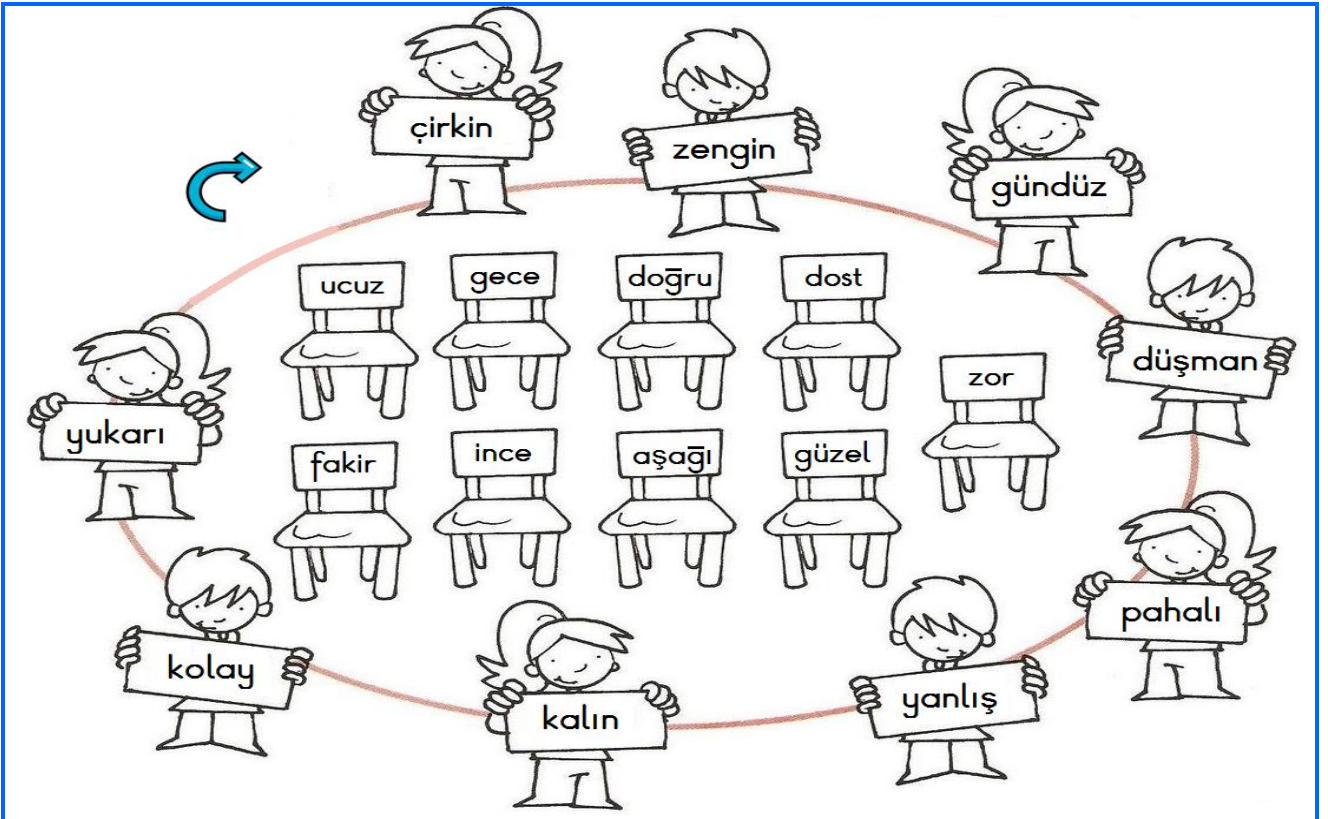 çirkin
zengin
gündüz
düşman
pahalı
yanlış
kalın
kolay
yukarı
ucuz
gece
doğru
dost
zor
fakir
ince
aşağı
güzel